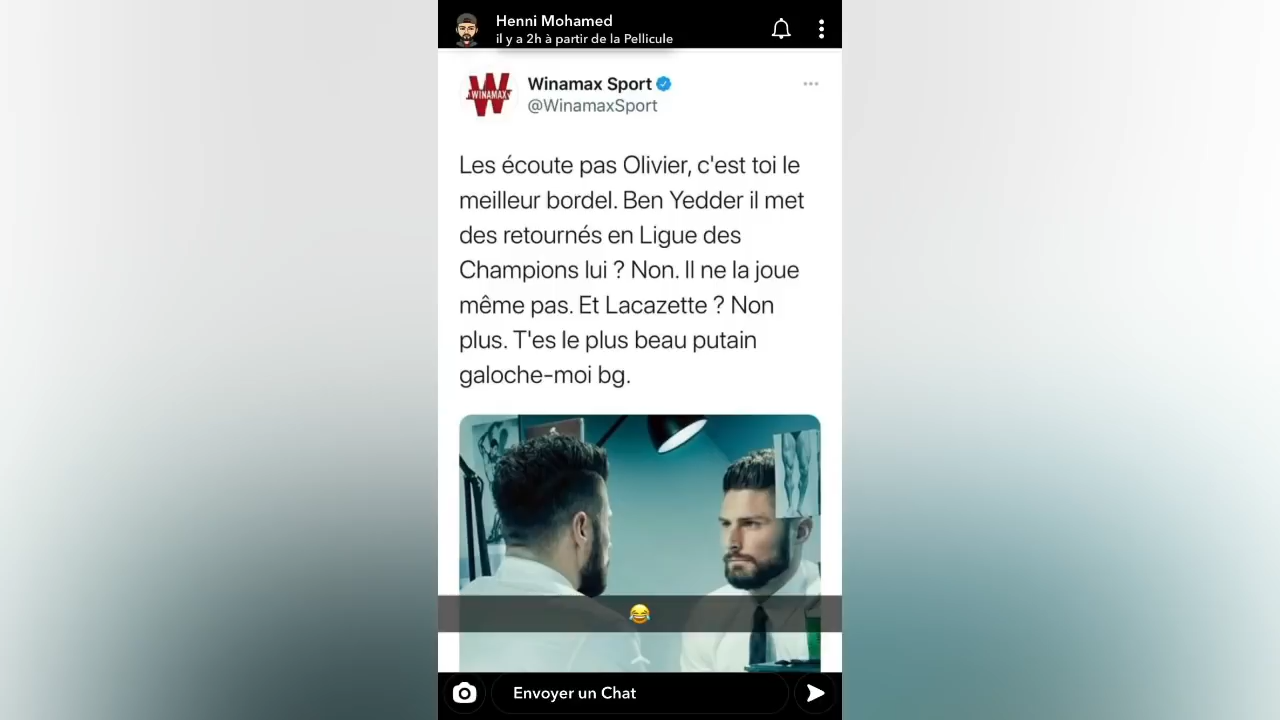 Henni Mohamed
il y a 2h à partir de la Pellicule
WINAMAX
Winamax Sport
@WinamaxSport
Les écoute pas Olivier, c'est toi le
meilleur bordel. Ben Yedder il met
des retournés en Ligue des
Champions lui ? Non. Il ne la joue
même pas. Et Lacazette ? Non
plus. T'es le plus beau putain
galoche-moi bg.
😂
Envoyer un Chat